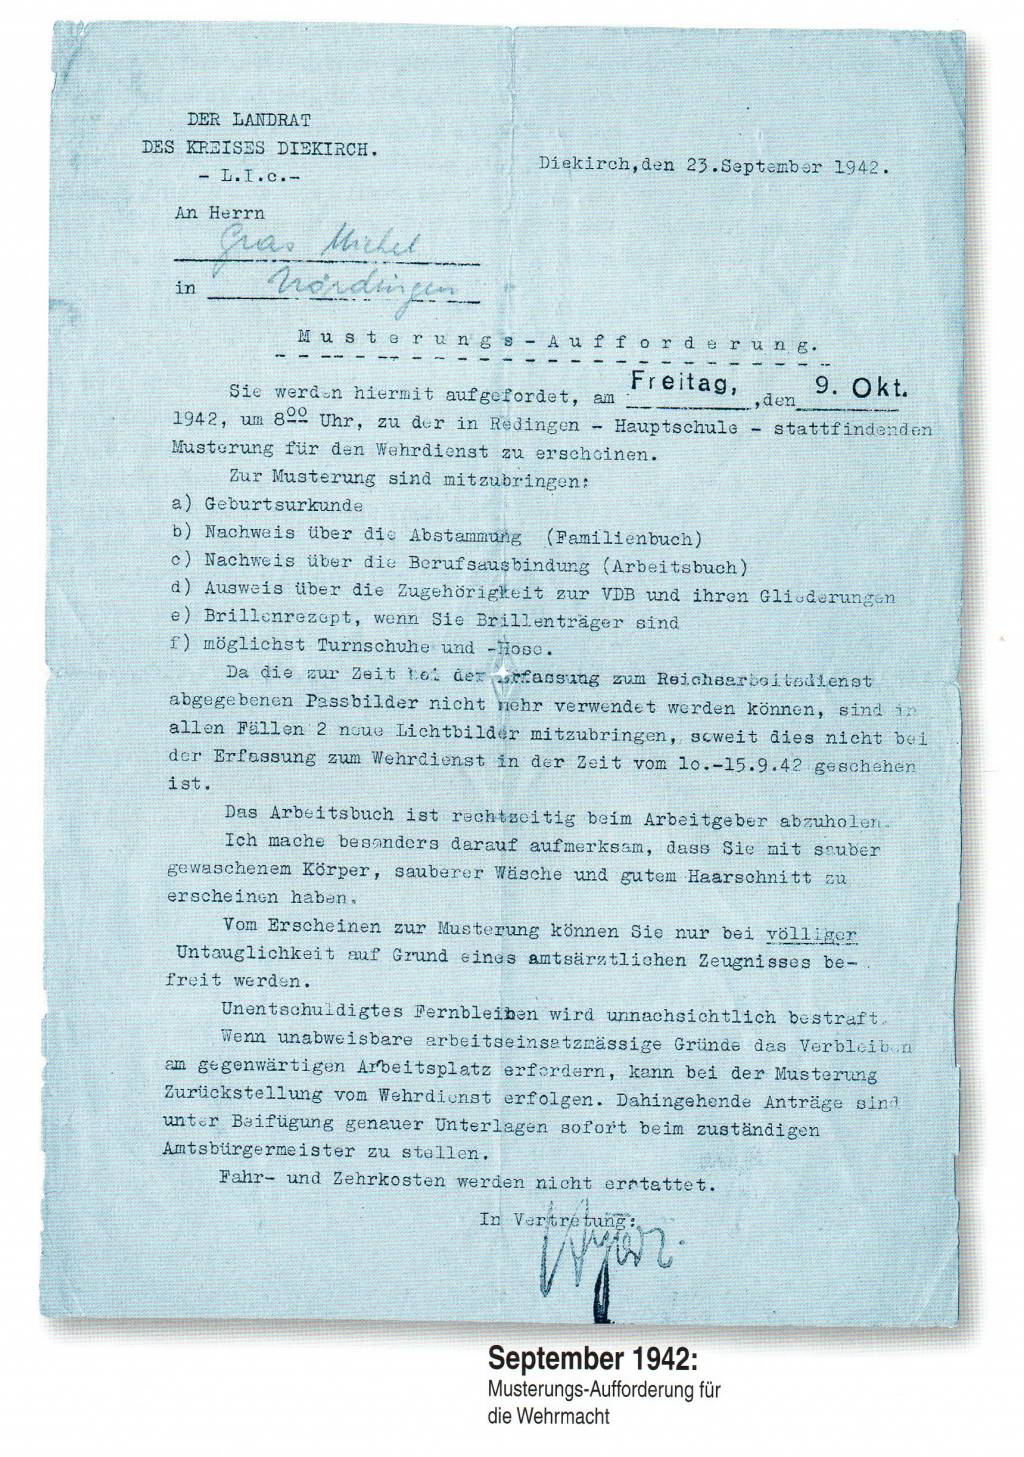 DER LANDRAT
DES KREISES DIEKIRCH.
- L.I.c.-
Diekirch,den 23.September 1942.
An Herrn
Gras Michel
in Nördingen
Musterungs-Aufforderung.
Sie werden hiermit aufgefordet, am Freitag, ,den 9. Okt.
1942, um 8⁰⁰ Uhr, zu der in Redingen - Hauptschule - stattfindenden
Musterung für den Wehrdienst zu erscheinen.
Zur Musterung sind mitzubringen:
a) Geburtsurkunde
b) Nachweis über die Abstammung (Familienbuch)
c) Nachweis über die Berufsausbindung (Arbeitsbuch)
d) Ausweis über die Zugehörigkeit zur VDB und ihren Gliederungen
e) Brillenrezept, wenn Sie Brillenträger sind
f) möglichst Turnschuhe und -Hose.
Da die zur Zeit bei der Erfassung zum Reichsarbeitsdienst
abgegebenen Passbilder nicht mehr verwendet werden können, sind in
allen Fällen 2 neue Lichtbilder mitzubringen, soweit dies nicht bei
der Erfassung zum Wehrdienst in der Zeit vom 1o.-15.9.42 geschehen
ist.
Das Arbeitsbuch ist rechtzeitig beim Arbeitgeber abzuholen.
Ich mache besonders darauf aufmerksam, dass Sie mit sauber
gewaschenem Körper, sauberer Wäsche und gutem Haarschnitt zu
erscheinen haben.
Vom Erscheinen zur Musterung können Sie nur bei völliger
Untauglichkeit auf Grund eines amtsärztlichen Zeugnisses be-
freit werden.
Unentschuldigtes Fernbleiben wird unnachsichtlich bestraft.
Wenn unabweisbare arbeitseinsatzmässige Gründe das Verbleiben
am gegenwärtigen Arbeitsplatz erfordern, kann bei der Musterung
Zurückstellung vom Wehrdienst erfolgen. Dahingehende Anträge sind
unter Beifügung genauer Unterlagen sofort beim zuständigen
Amtsbürgermeister zu stellen.
Fahr- und Zehrkosten werden nicht erstattet.
In Vertretung:
September 1942:
Musterungs-Aufforderung für
die Wehrmacht